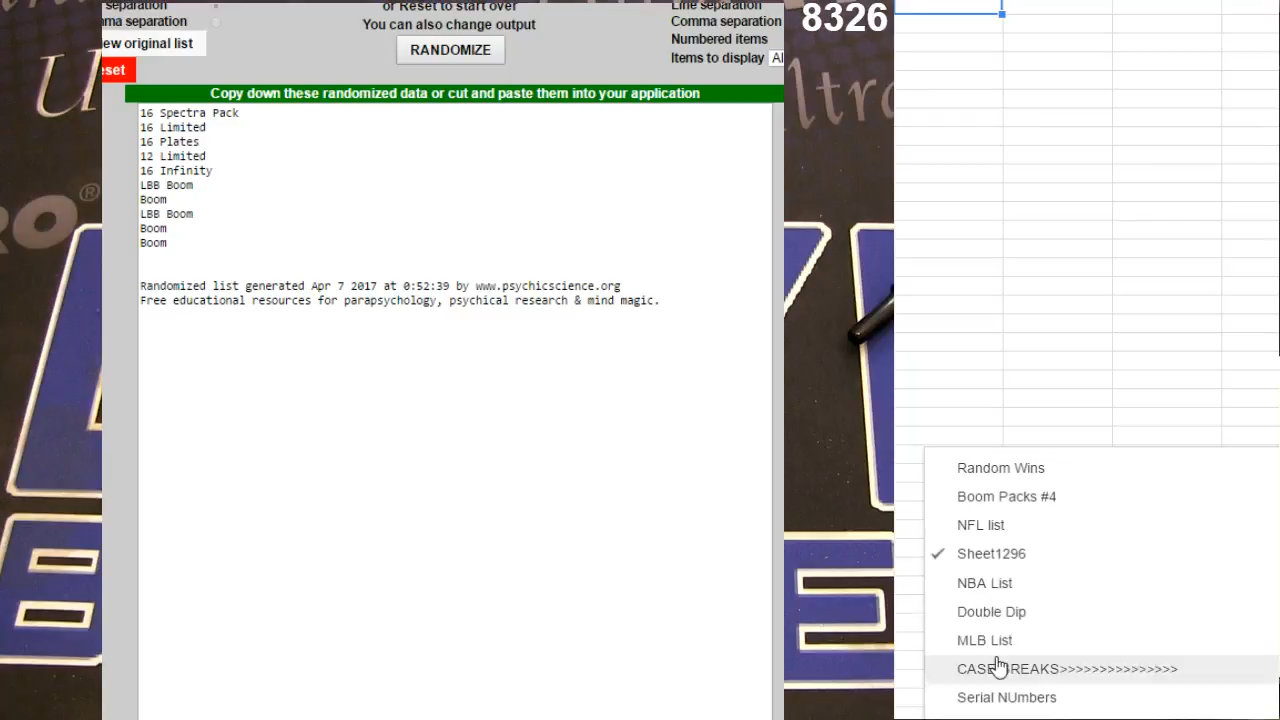 separation
mma separation
ew original list
eset
or Reset to start over
You can also change output
RANDOMIZE
Line separation
Comma separation
Numbered items
Items to display
8326
Copy down these randomized data or cut and paste them into your application
16 Spectra Pack
16 Limited
16 Plates
12 Limited
16 Infinity
LBB Boom
Boom
LBB Boom
Boom
Boom
Randomized list generated Apr 7 2017 at 0:52:39 by www.psychicscience.org
Free educational resources for parapsychology, psychical research & mind magic.
Random Wins
Boom Packs #4
NFL list
Sheet1296
NBA List
Double Dip
MLB List
CASE BREAKS>>>>>>>>>>>>>>>
Serial NUmbers